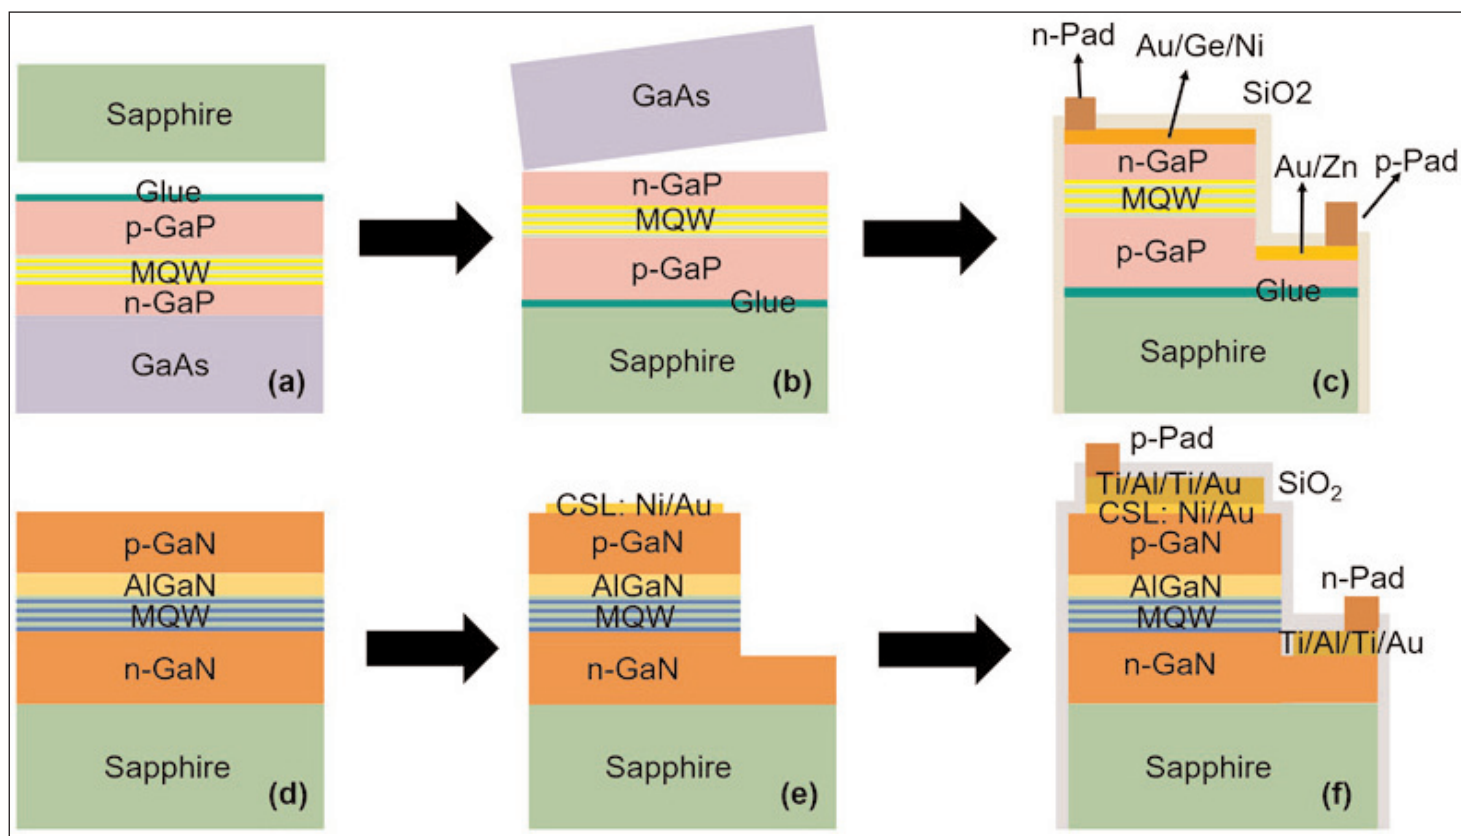 Sapphire
Glue
p-GaP
MQW
n-GaP
GaAs
(a)
GaAs
n-GaP
MQW
p-GaP
Glue
Sapphire
(b)
n-Pad
Au/Ge/Ni
SiO2
n-GaP
MQW
p-GaP
Au/Zn
p-Pad
Glue
Sapphire
(c)
p-GaN
AlGaN
MQW
n-GaN
Sapphire
(d)
CSL: Ni/Au
p-GaN
AlGaN
MQW
n-GaN
Sapphire
(e)
p-Pad
Ti/Al/Ti/Au
SiO₂
CSL: Ni/Au
p-GaN
AlGaN
MQW
n-GaN
n-Pad
Ti/Al/Ti/Au
Sapphire
(f)